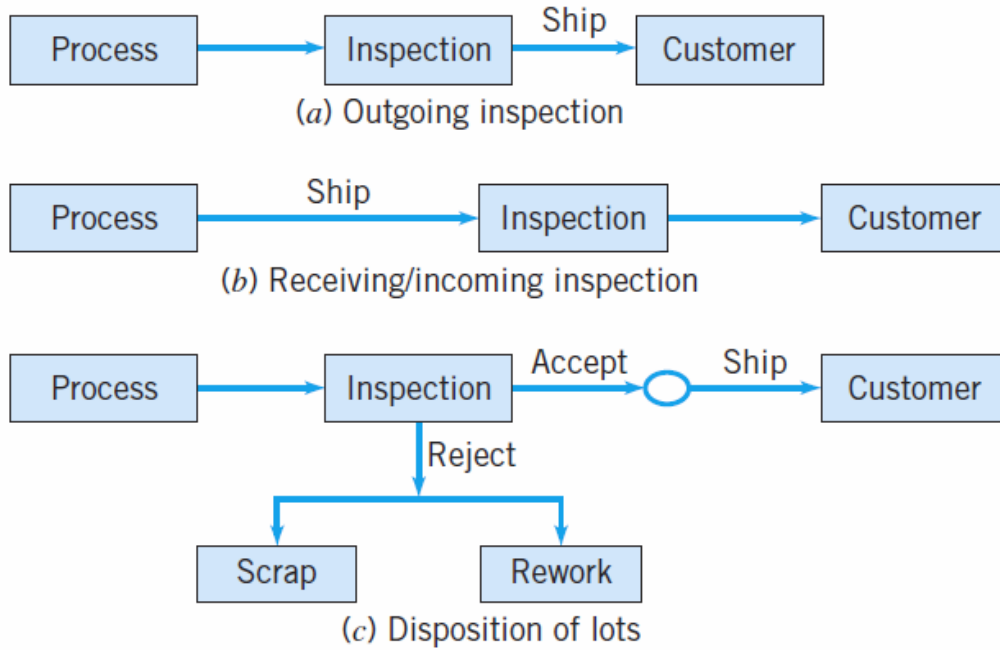 Process
Inspection
Ship
Customer
(a) Outgoing inspection
Process
Ship
Inspection
Customer
(b) Receiving/incoming inspection
Process
Inspection
Accept
Ship
Customer
Reject
Scrap
Rework
(c) Disposition of lots